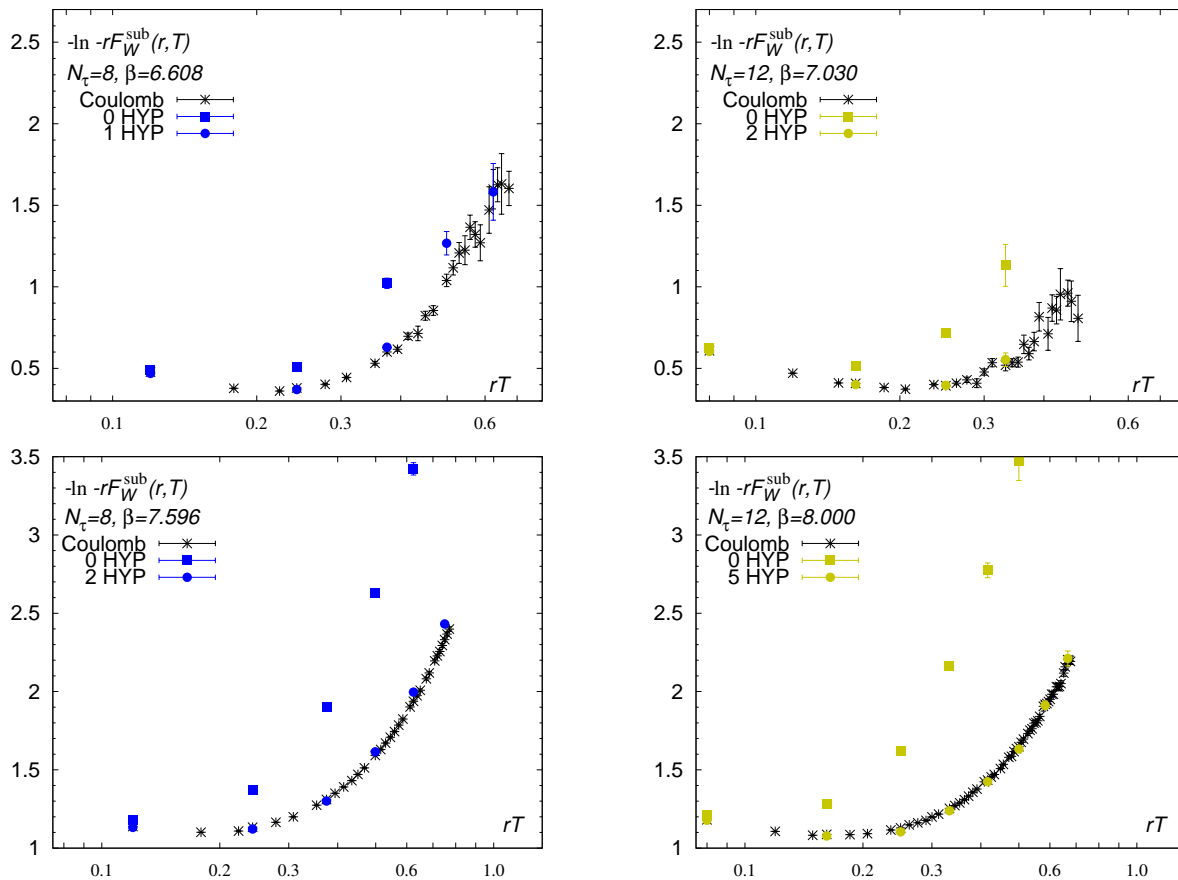 2.5
2
1.5
1
0.5
-ln -rF_W^sub(r,T)
N_τ=8, β=6.608
Coulomb
0 HYP
1 HYP
rT
0.1 0.2 0.3 0.6
2.5
2
1.5
1
0.5
-ln -rF_W^sub(r,T)
N_τ=12, β=7.030
Coulomb
0 HYP
2 HYP
rT
0.1 0.2 0.3 0.6 1.0
3.5
3
2.5
2
1.5
1
-ln -rF_W^sub(r,T)
N_τ=8, β=7.596
Coulomb
0 HYP
2 HYP
rT
0.1 0.2 0.3 0.6 1.0
3.5
3
2.5
2
1.5
1
-ln -rF_W^sub(r,T)
N_τ=12, β=8.000
Coulomb
0 HYP
5 HYP
rT
0.1 0.2 0.3 0.6 1.0